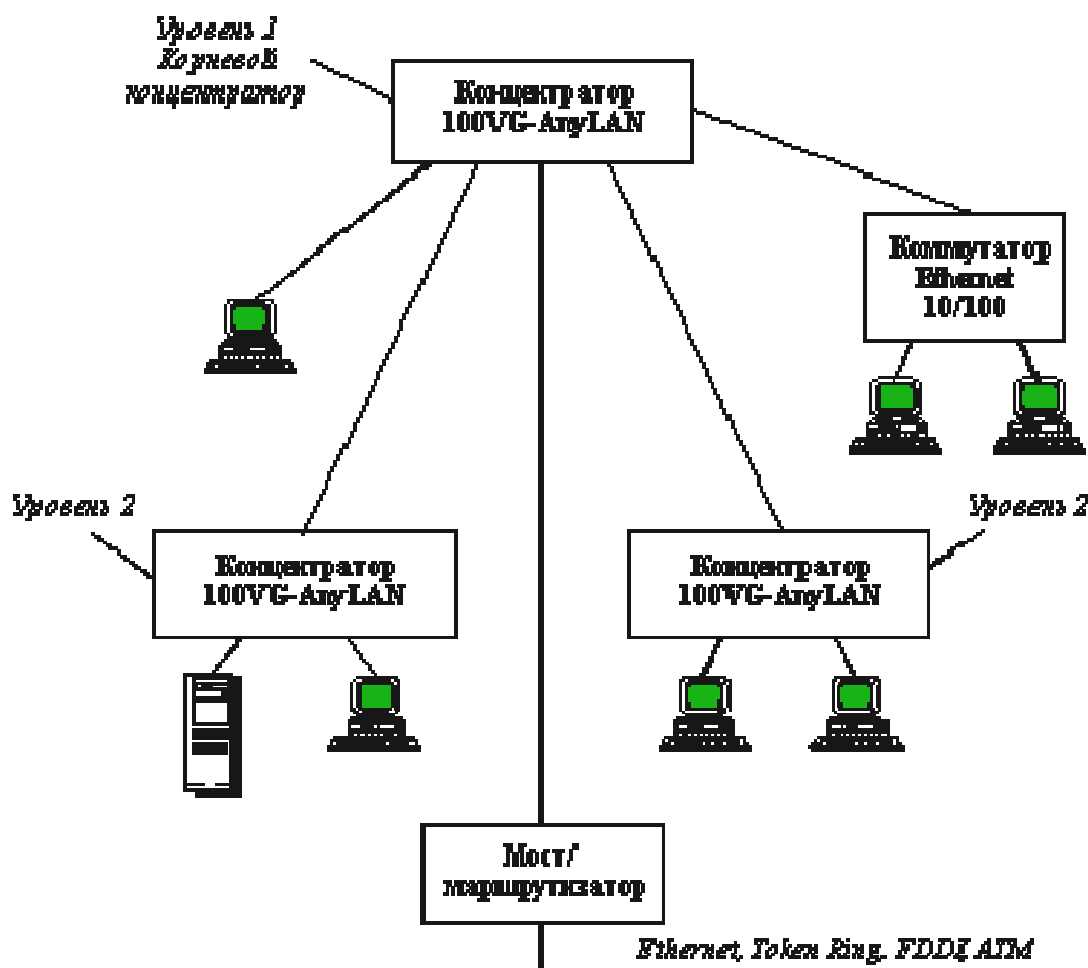 Уровень 1
Корневой
концентратор
Концентратор
100VG-AnyLAN
Коммутатор
Ethernet
10/100
Уровень 2
Уровень 2
Концентратор
100VG-AnyLAN
Концентратор
100VG-AnyLAN
Мост/
маршрутизатор
Ethernet, Token Ring, FDDI, ATM